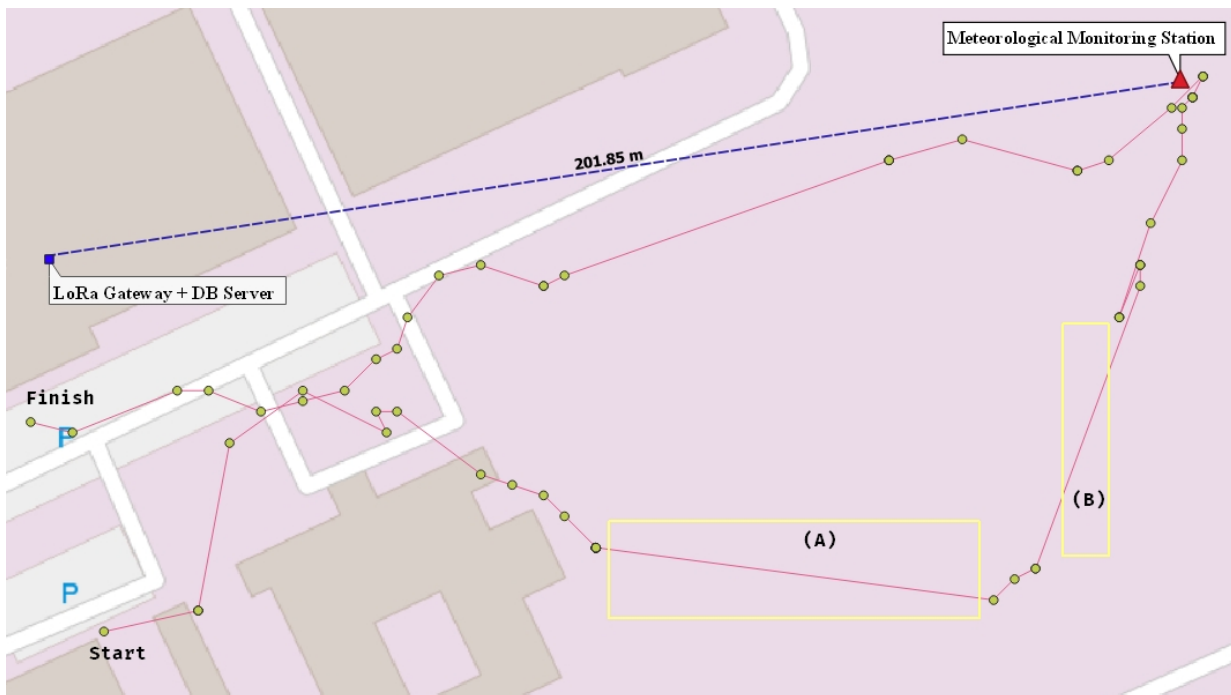 Meteorological Monitoring Station
201.85 m
LoRa Gateway + DB Server
Finish
P
(B)
(A)
P
Start